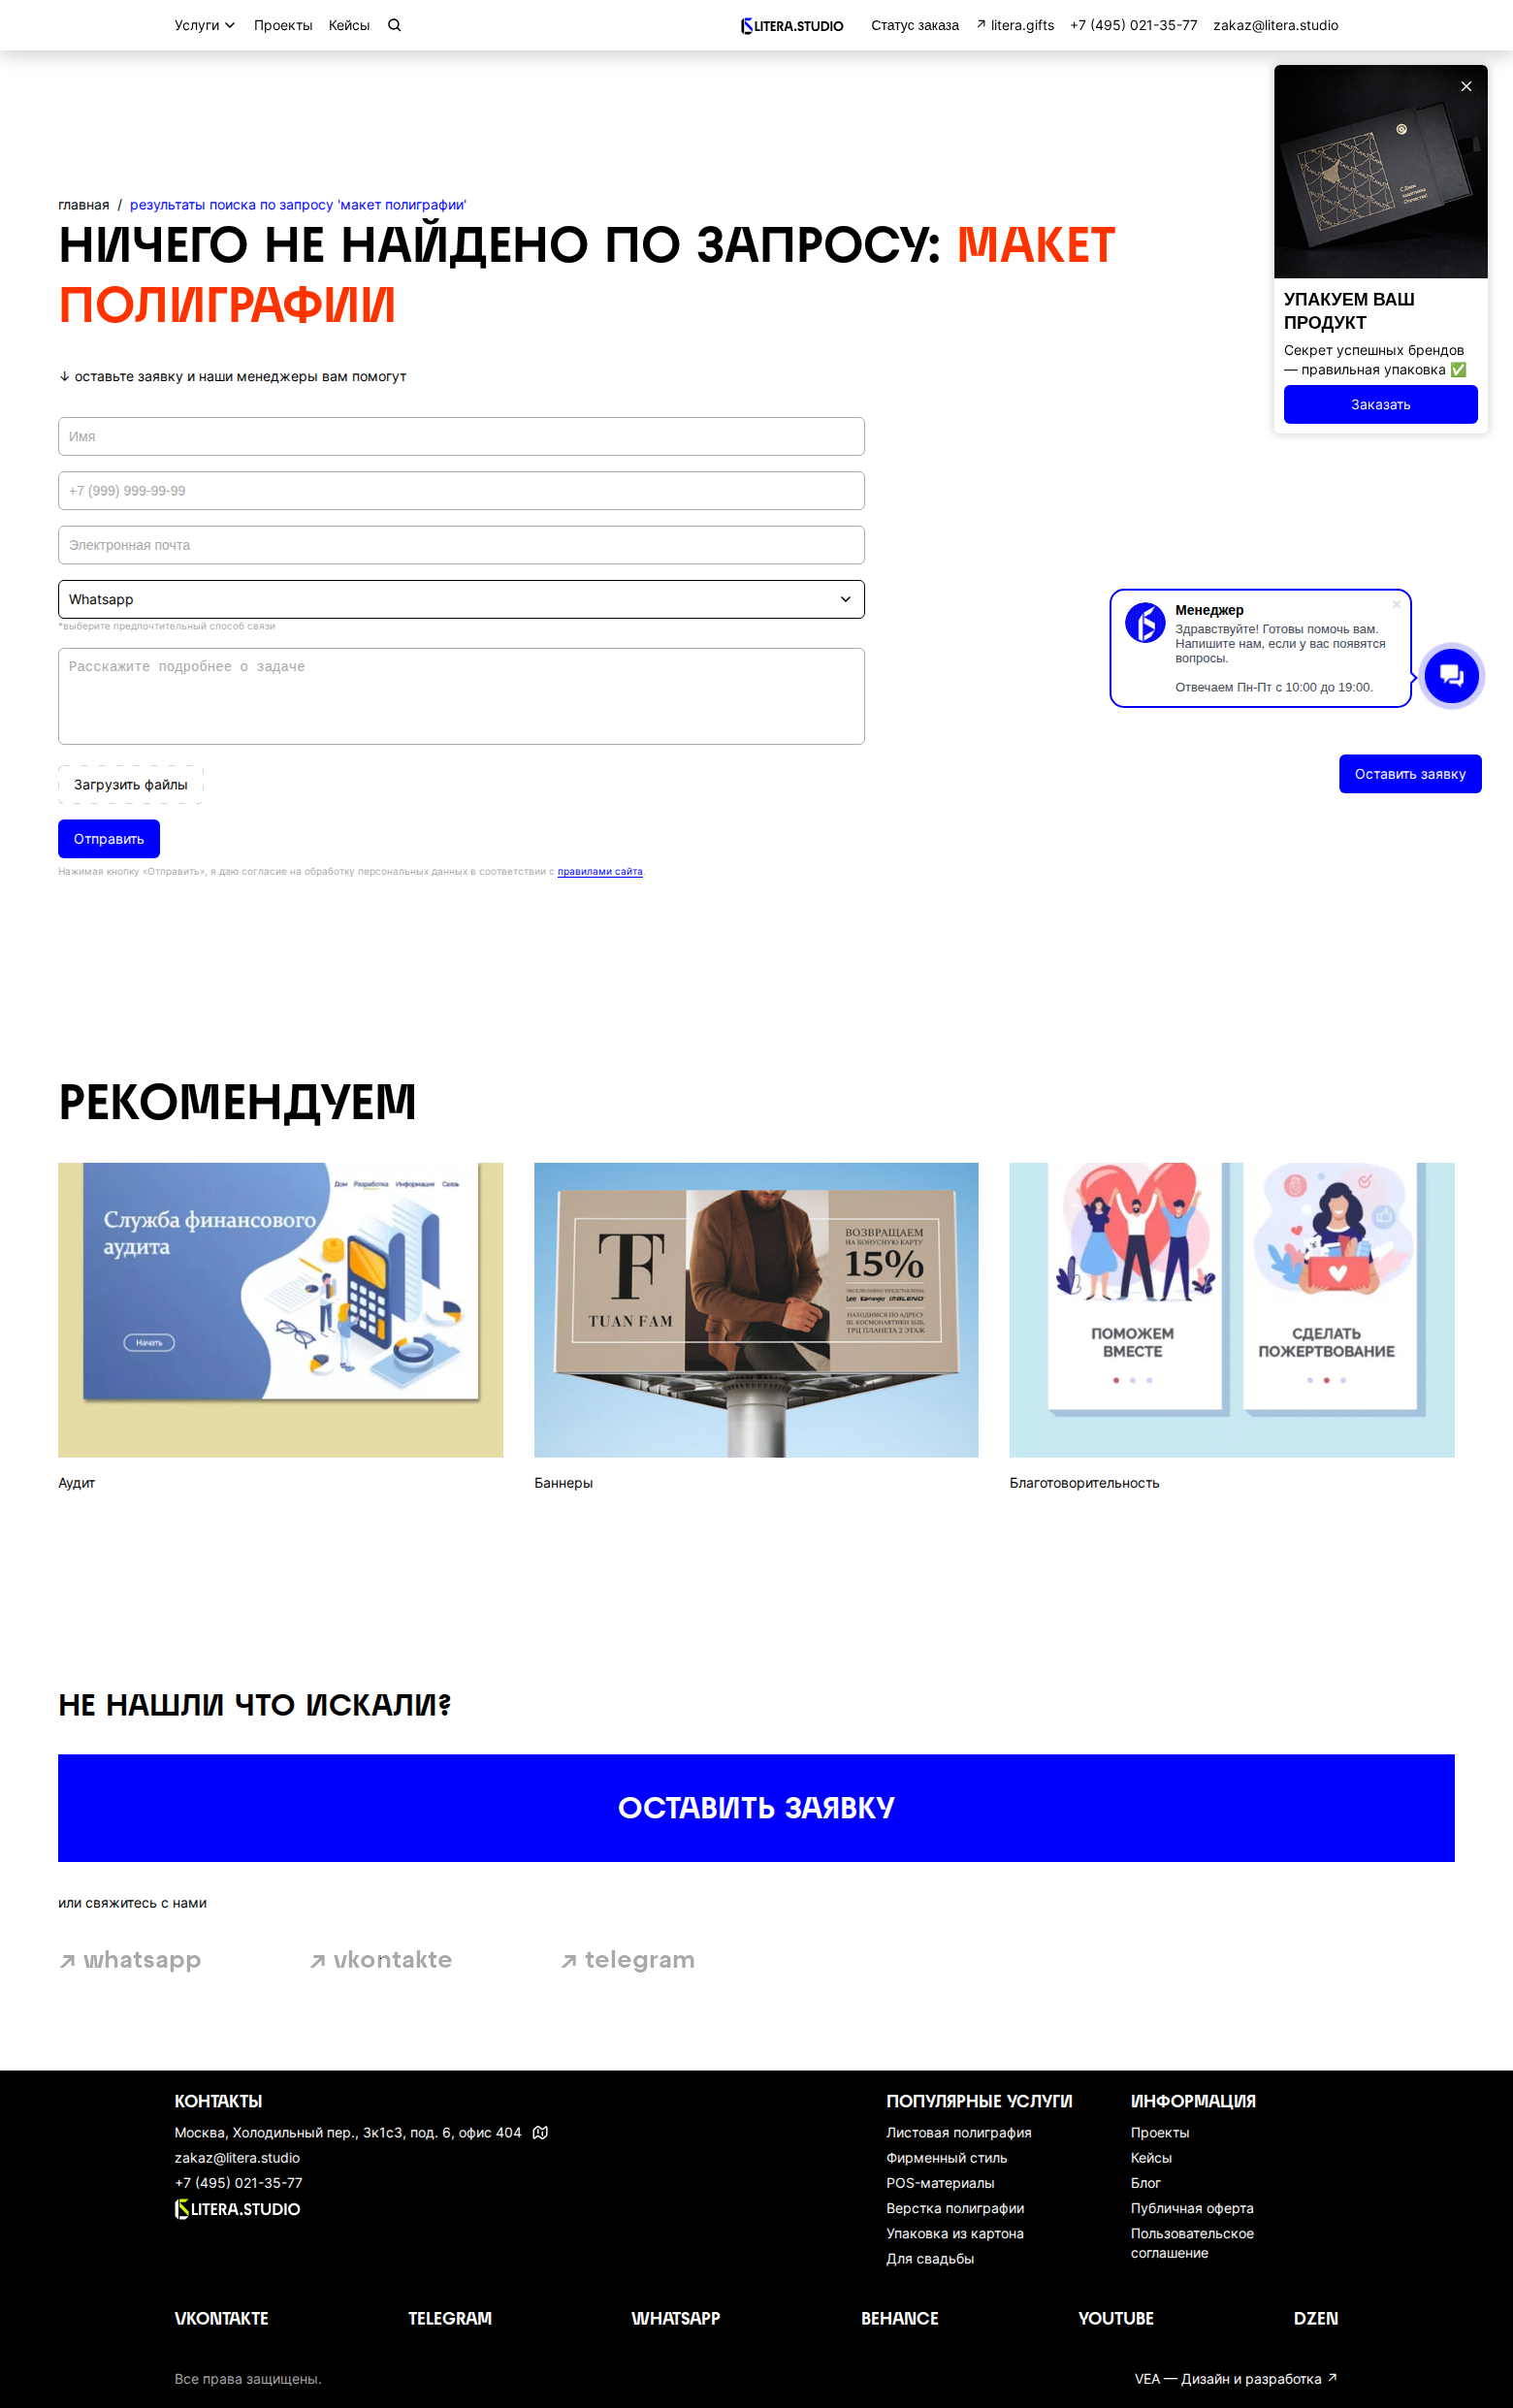 Услуги Проекты Кейсы LITERA.STUDIO Статус заказа ↗ litera.gifts +7 (495) 021-35-77 zakaz@litera.studio
главная / результаты поиска по запросу 'макет полиграфии'
НИЧЕГО НЕ НАЙДЕНО ПО ЗАПРОСУ: МАКЕТ
ПОЛИГРАФИИ
↓ оставьте заявку и наши менеджеры вам помогут
Имя
+7 (999) 999-99-99
Электронная почта
Whatsapp
*выберите предпочтительный способ связи
Расскажите подробнее о задаче
Загрузить файлы
Отправить
Нажимая кнопку «Отправить», я даю согласие на обработку персональных данных в соответствии с правилами сайта.
УПАКУЕМ ВАШ
ПРОДУКТ
Секрет успешных брендов
— правильная упаковка ✅
Заказать
Менеджер
Здравствуйте! Готовы помочь вам.
Напишите нам, если у вас появятся
вопросы.
Отвечаем Пн-Пт с 10:00 до 19:00.
Оставить заявку
РЕКОМЕНДУЕМ
Дом Разработка Информация Связь
Служба финансового
аудита
Начать
Аудит
TUAN FAM
ВОЗВРАЩАЕМ
НА БОНУСНУЮ КАРТУ
15%
ЭКСКЛЮЗИВНО ПРЕДСТАВЛЕНЫ
НАХОДИМСЯ ПО АДРЕСУ
ТРЦ ПЛАНЕТА 2 ЭТАЖ
Баннеры
ПОМОЖЕМ
ВМЕСТЕ
СДЕЛАТЬ
ПОЖЕРТВОВАНИЕ
Благотоворительность
НЕ НАШЛИ ЧТО ИСКАЛИ?
ОСТАВИТЬ ЗАЯВКУ
или свяжитесь с нами
↗ whatsapp ↗ vkontakte ↗ telegram
КОНТАКТЫ
Москва, Холодильный пер., 3к1с3, под. 6, офис 404
zakaz@litera.studio
+7 (495) 021-35-77
LITERA.STUDIO
ПОПУЛЯРНЫЕ УСЛУГИ
Листовая полиграфия
Фирменный стиль
POS-материалы
Верстка полиграфии
Упаковка из картона
Для свадьбы
ИНФОРМАЦИЯ
Проекты
Кейсы
Блог
Публичная оферта
Пользовательское
соглашение
VKONTAKTE TELEGRAM WHATSAPP BEHANCE YOUTUBE DZEN
Все права защищены. VEA — Дизайн и разработка ↗